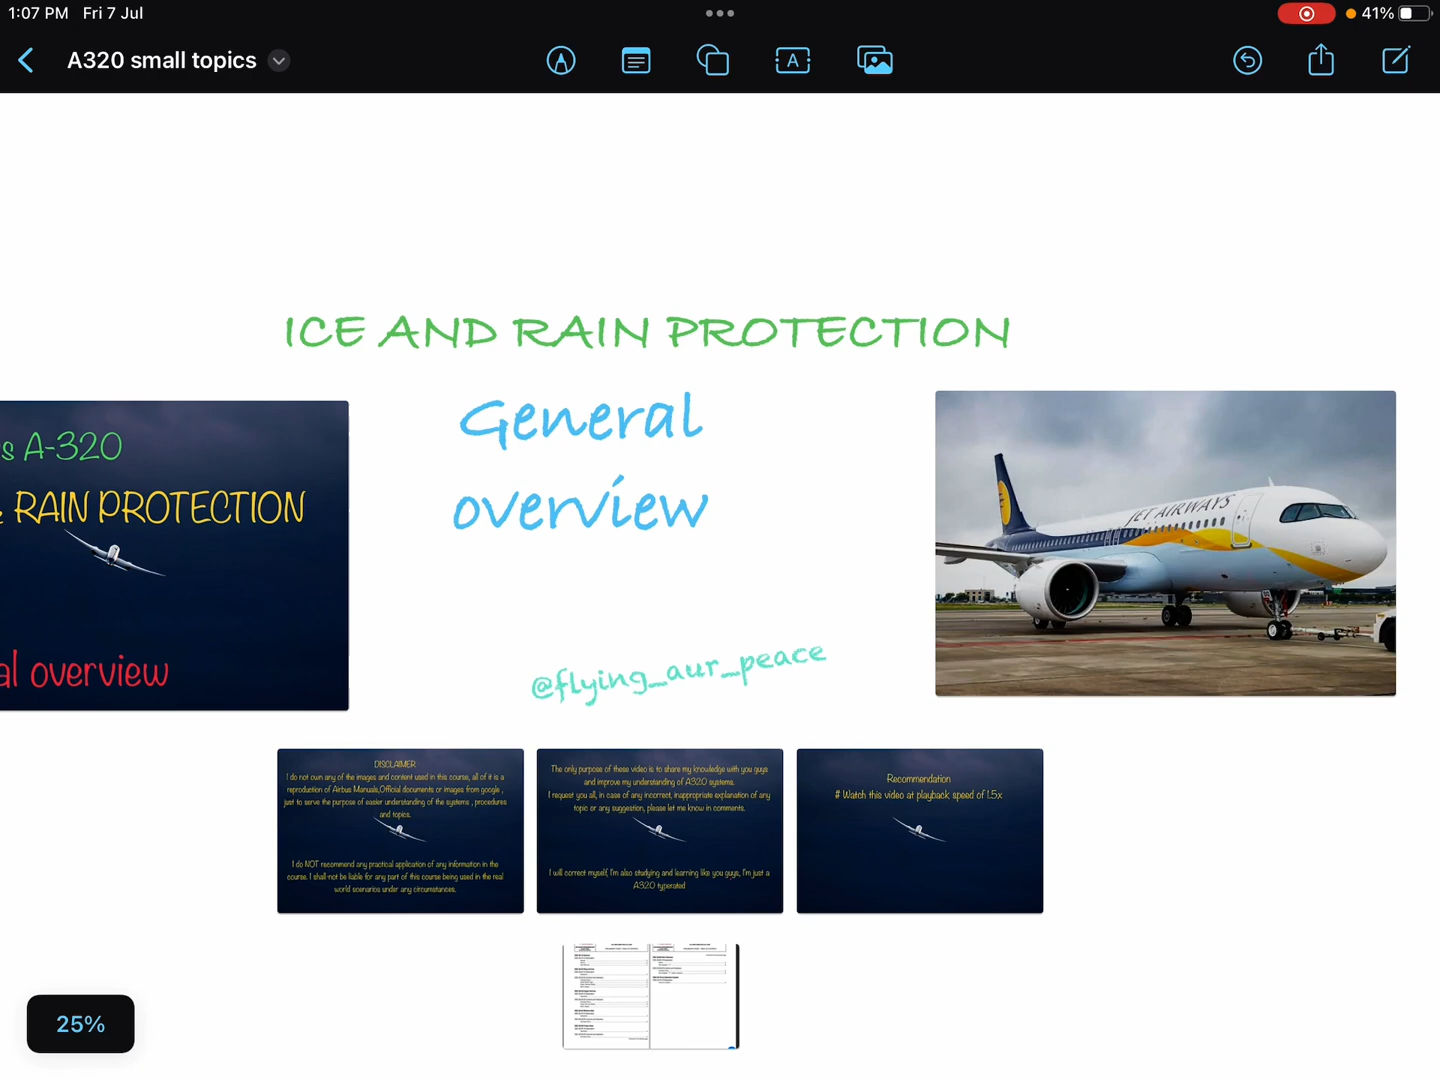 1:07 PM Fri 7 Jul
41%
A320 small topics
ICE AND RAIN PROTECTION
General
overview
s A-320
RAIN PROTECTION
al overview
JET AIRWAYS
@flying_aur_peace
DISCLAIMER
I do not own any of the images and content used in this course, all of it is a
reproduction of Airbus Manuals,Official documents or images from google ,
just to serve the purpose of easier understanding of the systems , procedures
and topics.
I do NOT recommend any practical application of any information in the
course. I shall not be liable for any part of this course being used in the real
world scenarios under any circumstances.
The only purpose of these video is to share my knowledge with you guys
and improve my understanding of A320 systems.
I request you all, in case of any incorrect, inappropriate explanation of any
topic or any suggestion, please let me know in comments.
I will correct myself, I'm also studying and learning like you guys, I'm just a
A320 typerated
Recommendation
# Watch this video at playback speed of 1.5x
25%